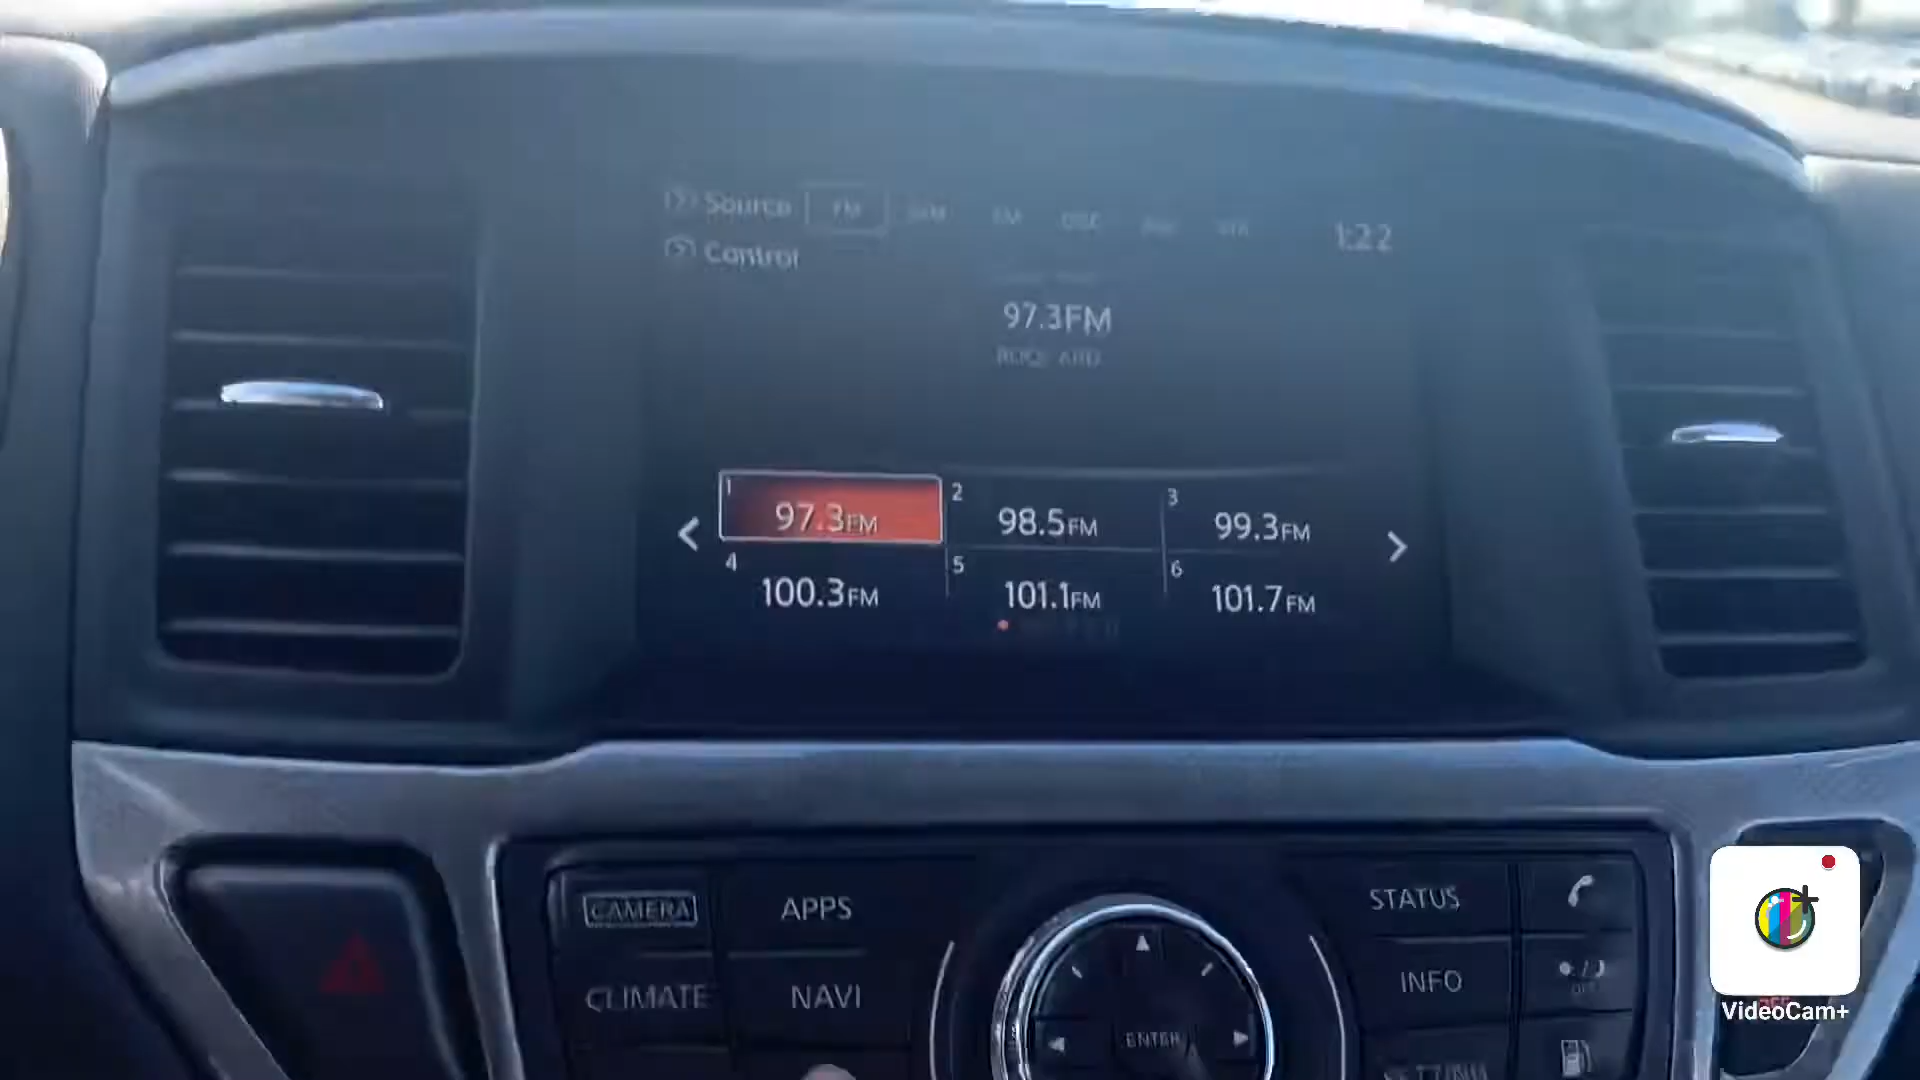 Source FM
1:22
Control
97.3FM
1 97.3FM
2 98.5FM
3 99.3FM
4 100.3FM
5 101.1FM
6 101.7FM
CAMERA
APPS
STATUS
CLIMATE
NAVI
INFO
ENTER
VideoCam+